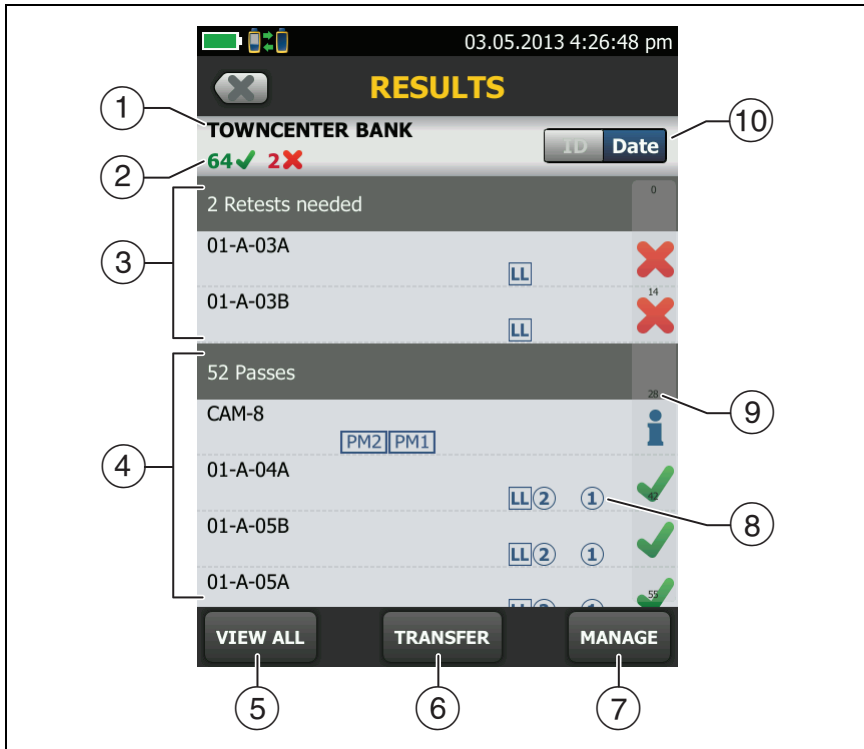 03.05.2013 4:26:48 pm
RESULTS
1
TOWNCENTER BANK
ID Date
10
2
64 2
3
2 Retests needed
0
01-A-03A
LL
01-A-03B
14
LL
4
52 Passes
28
9
CAM-8
PM2 PM1
01-A-04A
LL 2 1
42
8
01-A-05B
LL 2 1
01-A-05A
55
LL 2 1
VIEW ALL TRANSFER MANAGE
5 6 7